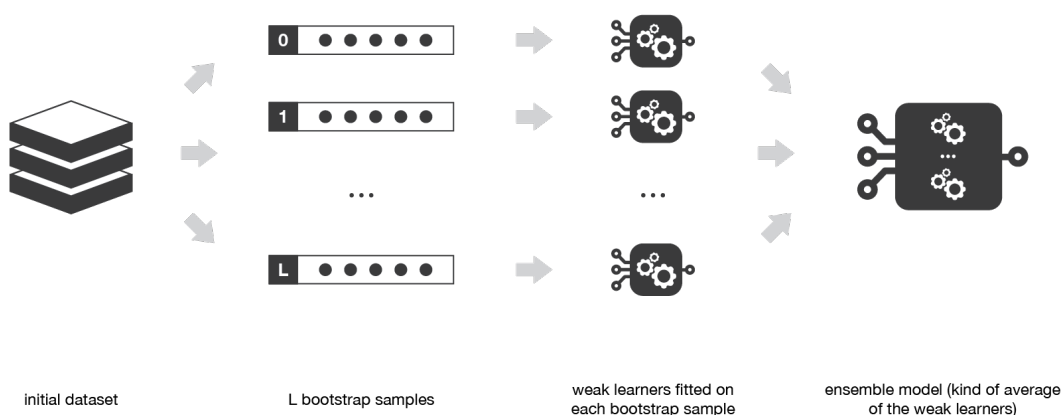 0
1
...
...
...
L
initial dataset
L bootstrap samples
weak learners fitted on
each bootstrap sample
ensemble model (kind of average
of the weak learners)